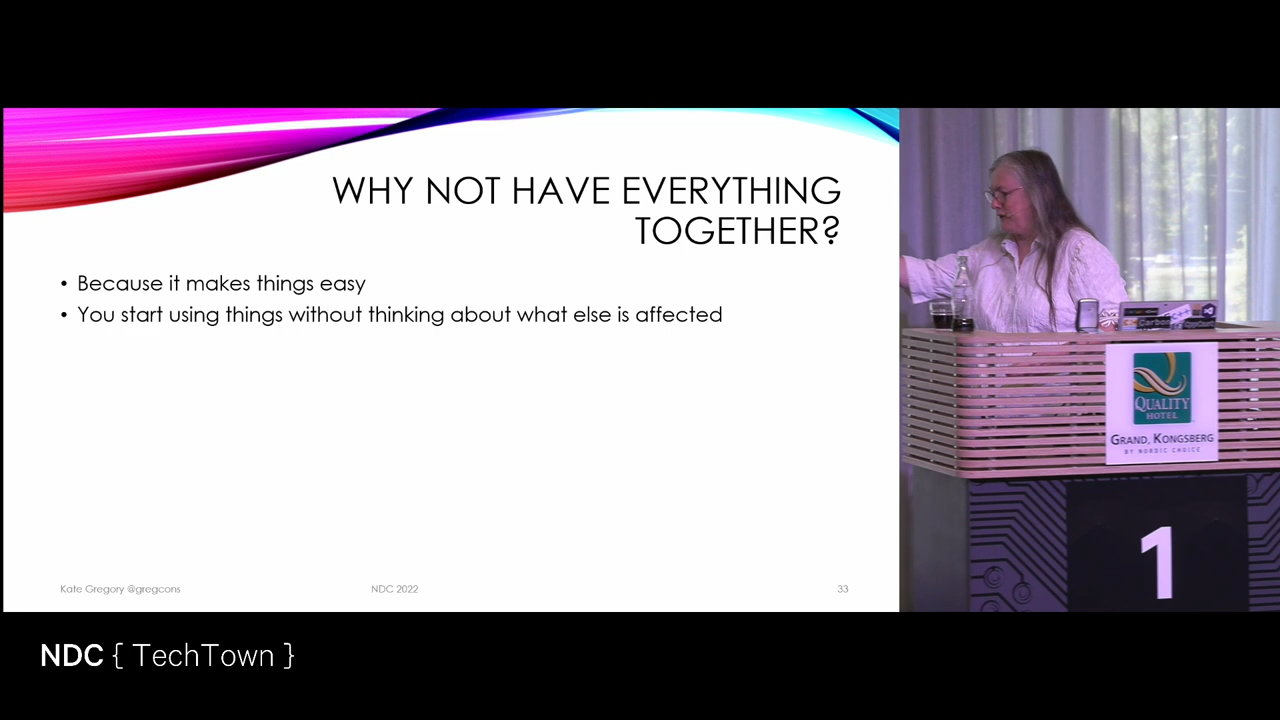 WHY NOT HAVE EVERYTHING
TOGETHER?
• Because it makes things easy
• You start using things without thinking about what else is affected
Kate Gregory @gregcons
NDC 2022
33
QUALITY
HOTEL
GRAND, KONGSBERG
BY NORDIC CHOICE
1
NDC { TechTown }